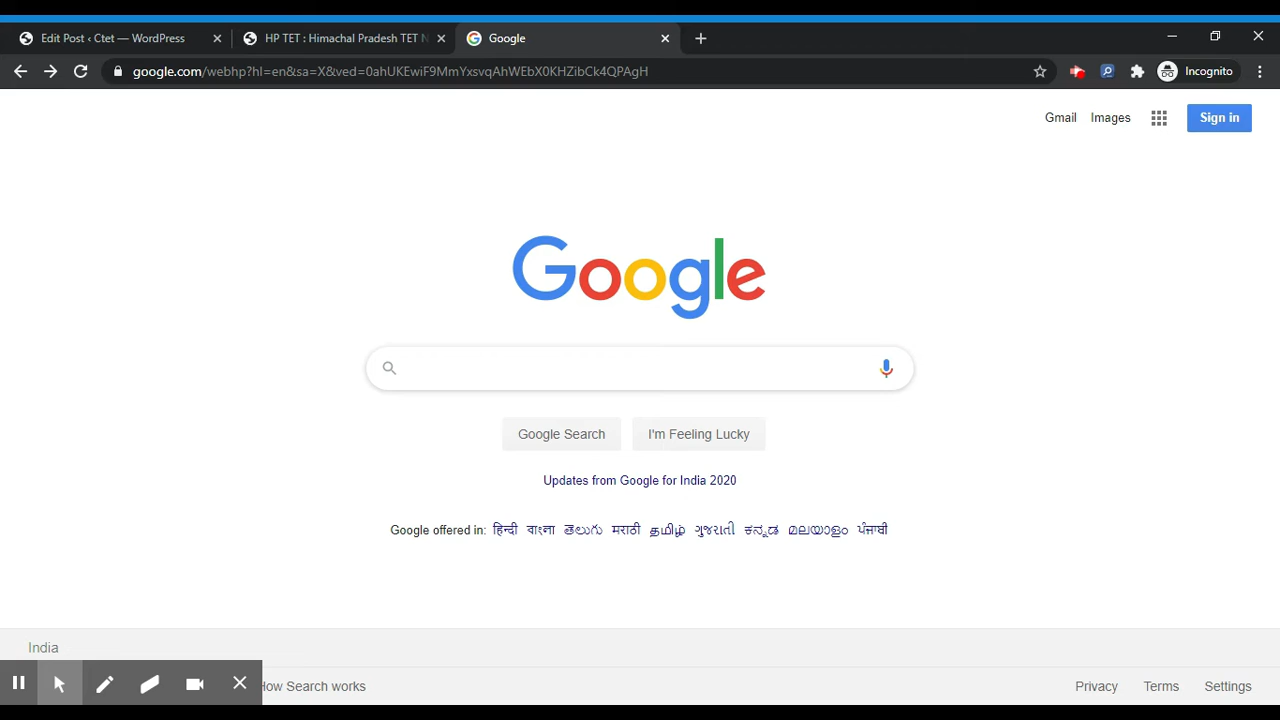 Edit Post ‹ Ctet — WordPress
HP TET : Himachal Pradesh TET N
Google
google.com/webhp?hl=en&sa=X&ved=0ahUKEwiF9MmYxsvqAhWEbX0KHZibCk4QPAgH
Incognito
Gmail Images Sign in
Google
Google Search I'm Feeling Lucky
Updates from Google for India 2020
Google offered in: हिन्दी বাংলা తెలుగు मराठी தமிழ் ગુજરાતી ಕನ್ನಡ മലയാളം ਪੰਜਾਬੀ
India
How Search works Privacy Terms Settings